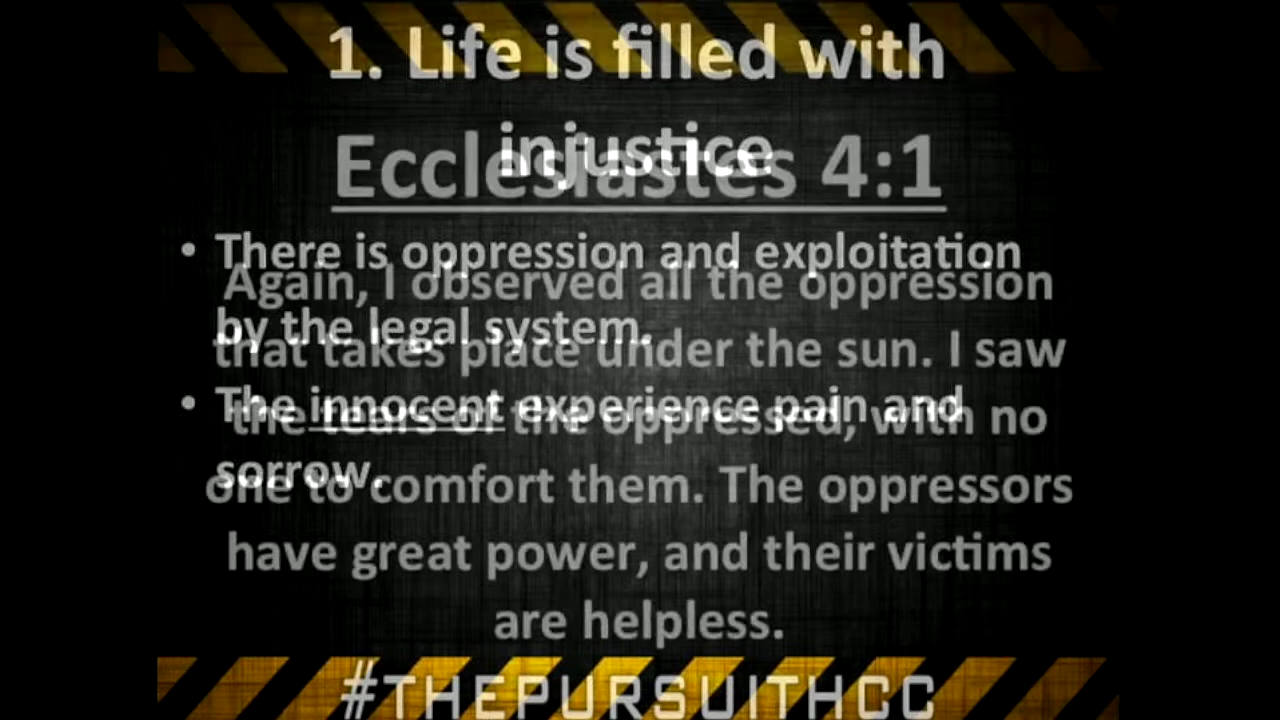 1. Life is filled with
injustice.
• There is oppression and exploitation
by the legal system.
• The innocent experience pain and
sorrow.
Ecclesiastes 4:1
Again, I observed all the oppression
that takes place under the sun. I saw
the tears of the oppressed, with no
one to comfort them. The oppressors
have great power, and their victims
are helpless.
#THEPURSUITHCC